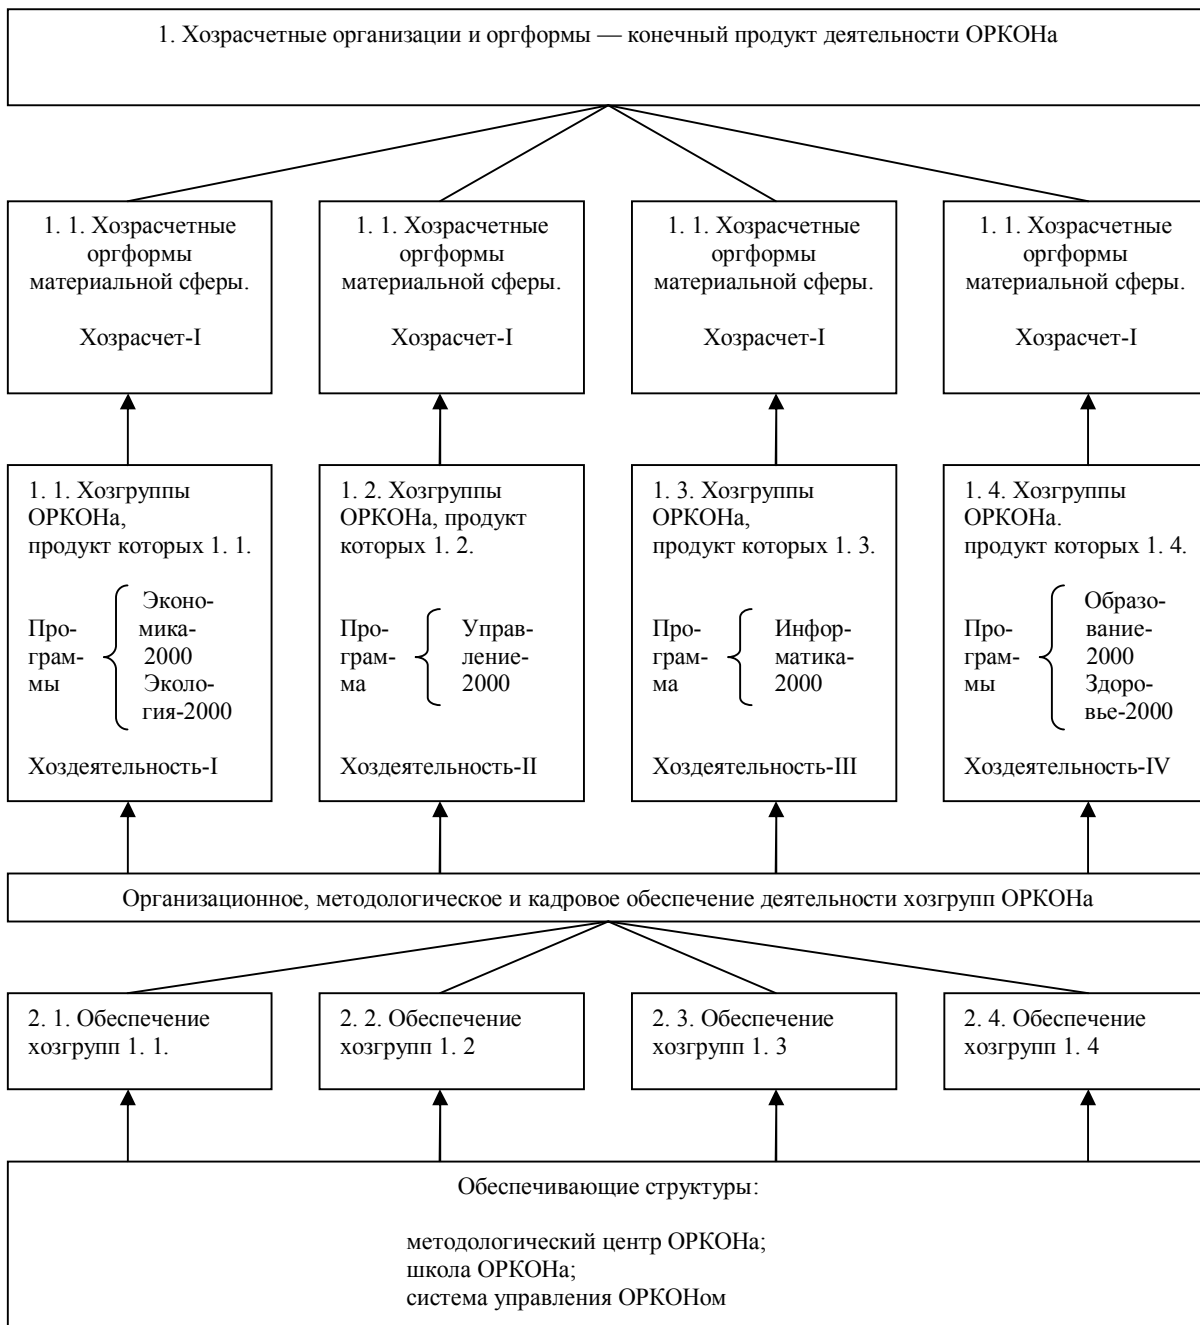 1. Хозрасчетные организации и оргформы — конечный продукт деятельности ОРКОНа
1. 1. Хозрасчетные
оргформы
материальной сферы.
Хозрасчет-I
1. 1. Хозрасчетные
оргформы
материальной сферы.
Хозрасчет-I
1. 1. Хозрасчетные
оргформы
материальной сферы.
Хозрасчет-I
1. 1. Хозрасчетные
оргформы
материальной сферы.
Хозрасчет-I
1. 1. Хозгруппы
ОРКОНа,
продукт которых 1. 1.
Про-
грам-
мы
Эконо-
мика-
2000
Эколо-
гия-2000
Хоздеятельность-I
1. 2. Хозгруппы
ОРКОНа, продукт
которых 1. 2.
Про-
грам-
ма
Управ-
ление-
2000
Хоздеятельность-II
1. 3. Хозгруппы
ОРКОНа,
продукт которых 1. 3.
Про-
грам-
ма
Инфор-
матика-
2000
Хоздеятельность-III
1. 4. Хозгруппы
ОРКОНа.
продукт которых 1. 4.
Про-
грам-
мы
Образо-
вание-
2000
Здоро-
вье-2000
Хоздеятельность-IV
Организационное, методологическое и кадровое обеспечение деятельности хозгрупп ОРКОНа
2. 1. Обеспечение
хозгрупп 1. 1.
2. 2. Обеспечение
хозгрупп 1. 2
2. 3. Обеспечение
хозгрупп 1. 3
2. 4. Обеспечение
хозгрупп 1. 4
Обеспечивающие структуры:
методологический центр ОРКОНа;
школа ОРКОНа;
система управления ОРКОНом